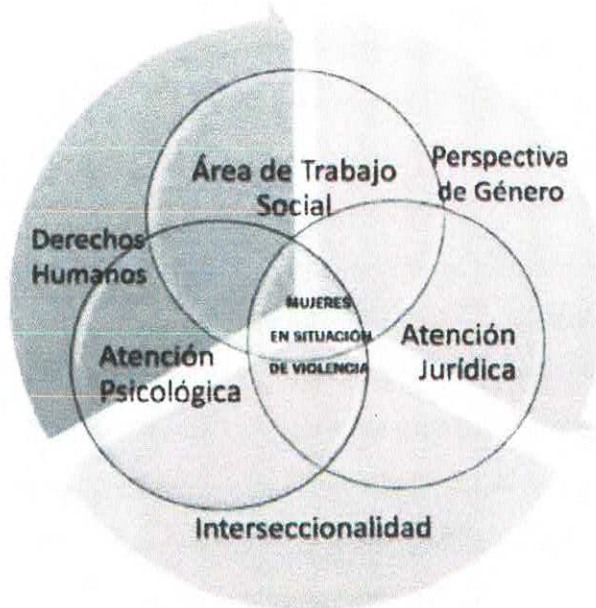 Área de Trabajo
Social
Perspectiva
de Género
Derechos
Humanos
MUJERES
EN SITUACIÓN
DE VIOLENCIA
Atención
Psicológica
Atención
Jurídica
Interseccionalidad